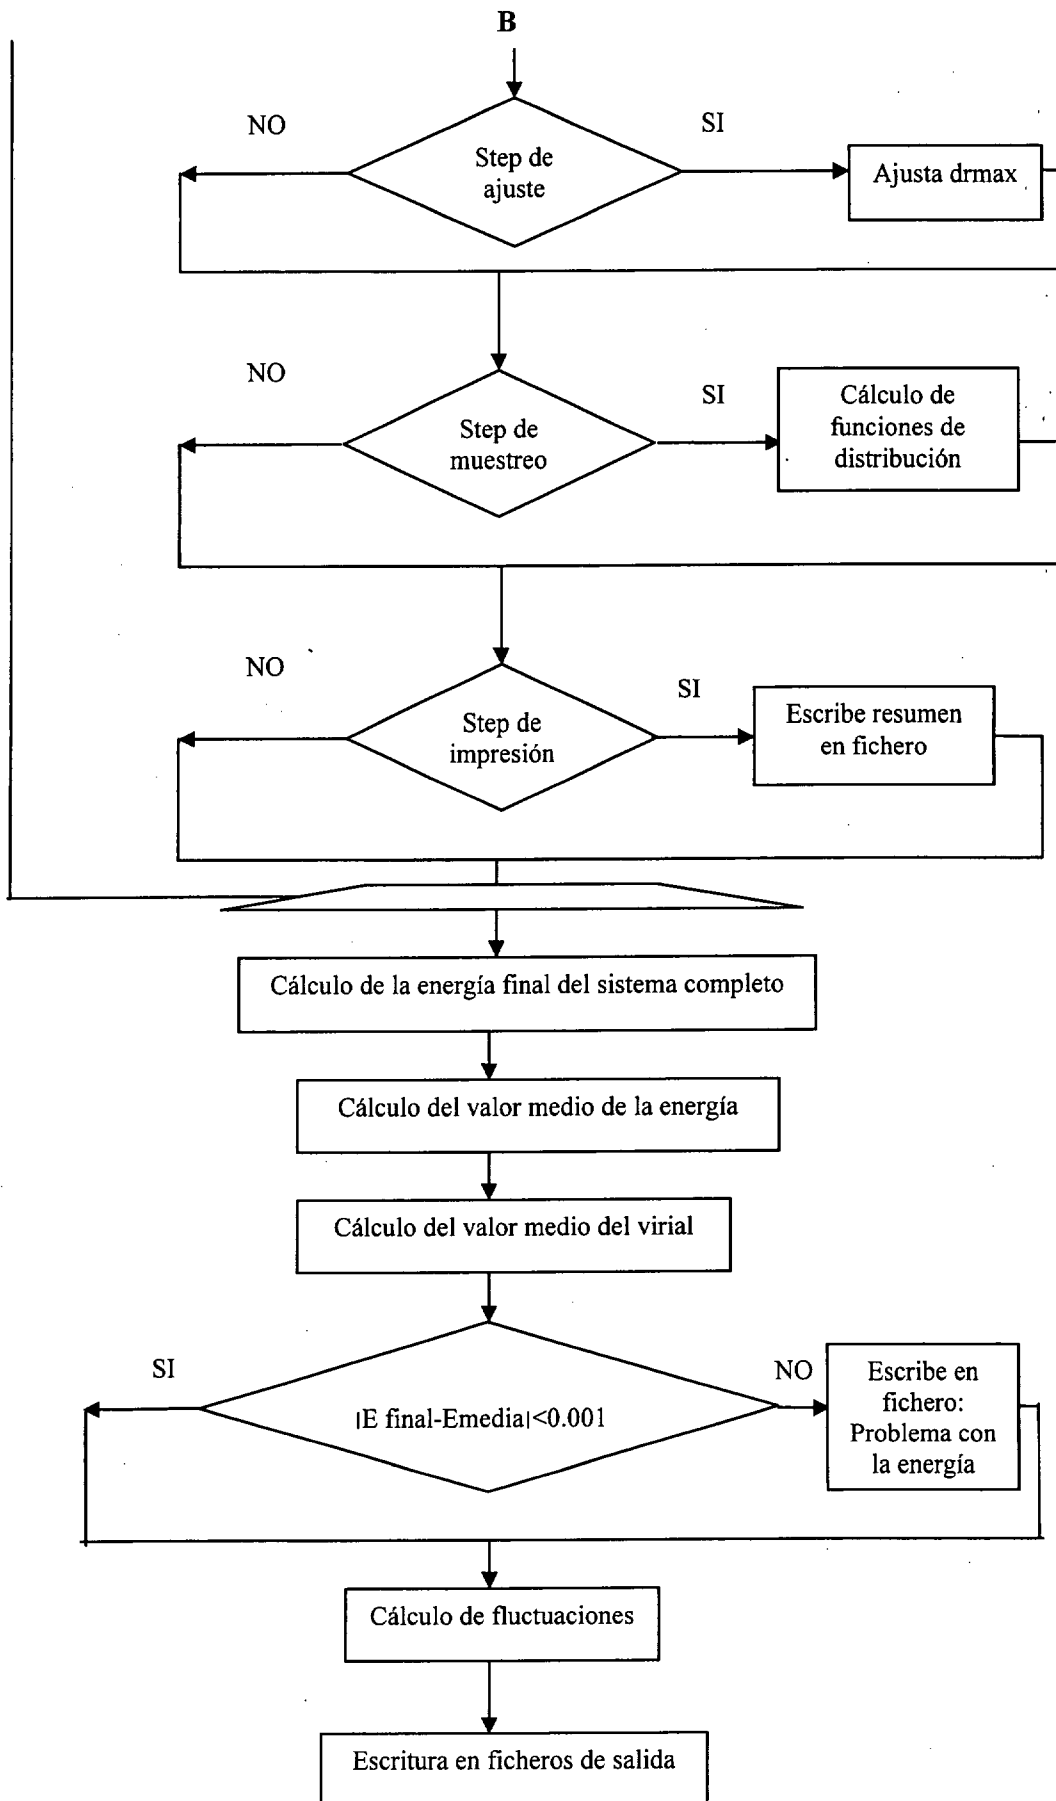 B
NO
SI
Step de
ajuste
Ajusta drmax
NO
SI
Step de
muestreo
Cálculo de
funciones de
distribución
NO
SI
Step de
impresión
Escribe resumen
en fichero
Cálculo de la energía final del sistema completo
Cálculo del valor medio de la energía
Cálculo del valor medio del virial
SI
NO
|E final-Emedia|<0.001
Escribe en
fichero:
Problema con
la energía
Cálculo de fluctuaciones
Escritura en ficheros de salida